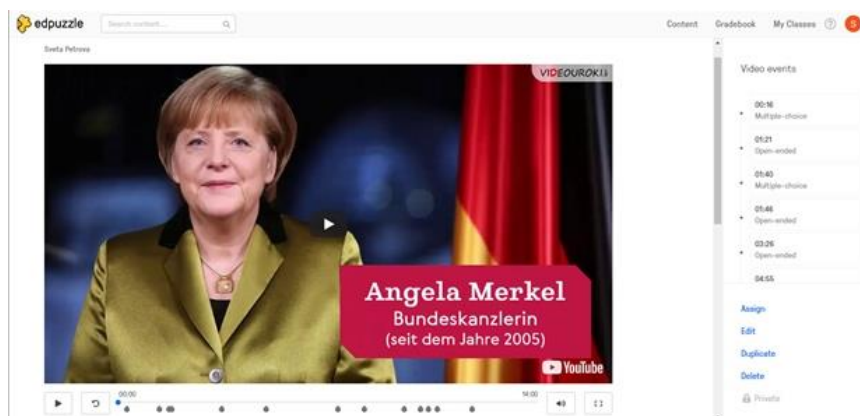 edpuzzle
Search content...
Content
Gradebook
My Classes
?
S
Sveta Petrova
VIDEOUROKI
Angela Merkel
Bundeskanzlerin
(seit dem Jahre 2005)
YouTube
00:00
14:00
Video events
00:16
Multiple-choice
01:21
Open-ended
01:40
Multiple-choice
01:46
Open-ended
03:26
Open-ended
04:55
Assign
Edit
Duplicate
Delete
Private